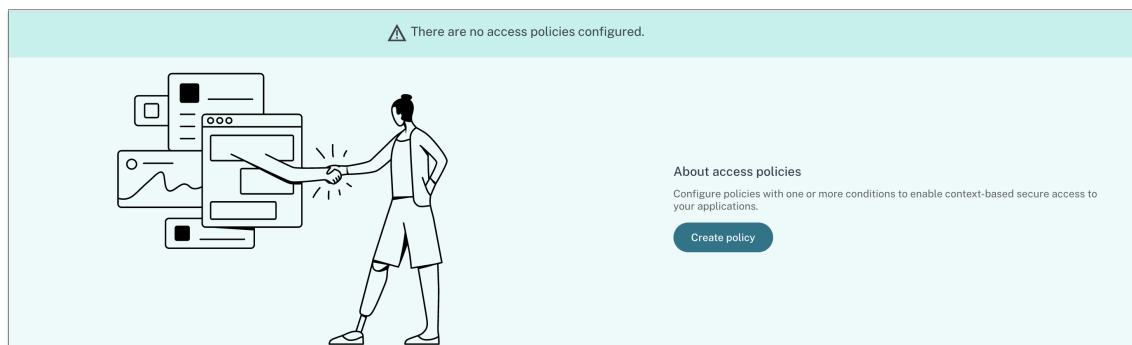 There are no access policies configured.
About access policies
Configure policies with one or more conditions to enable context-based secure access to
your applications.
Create policy